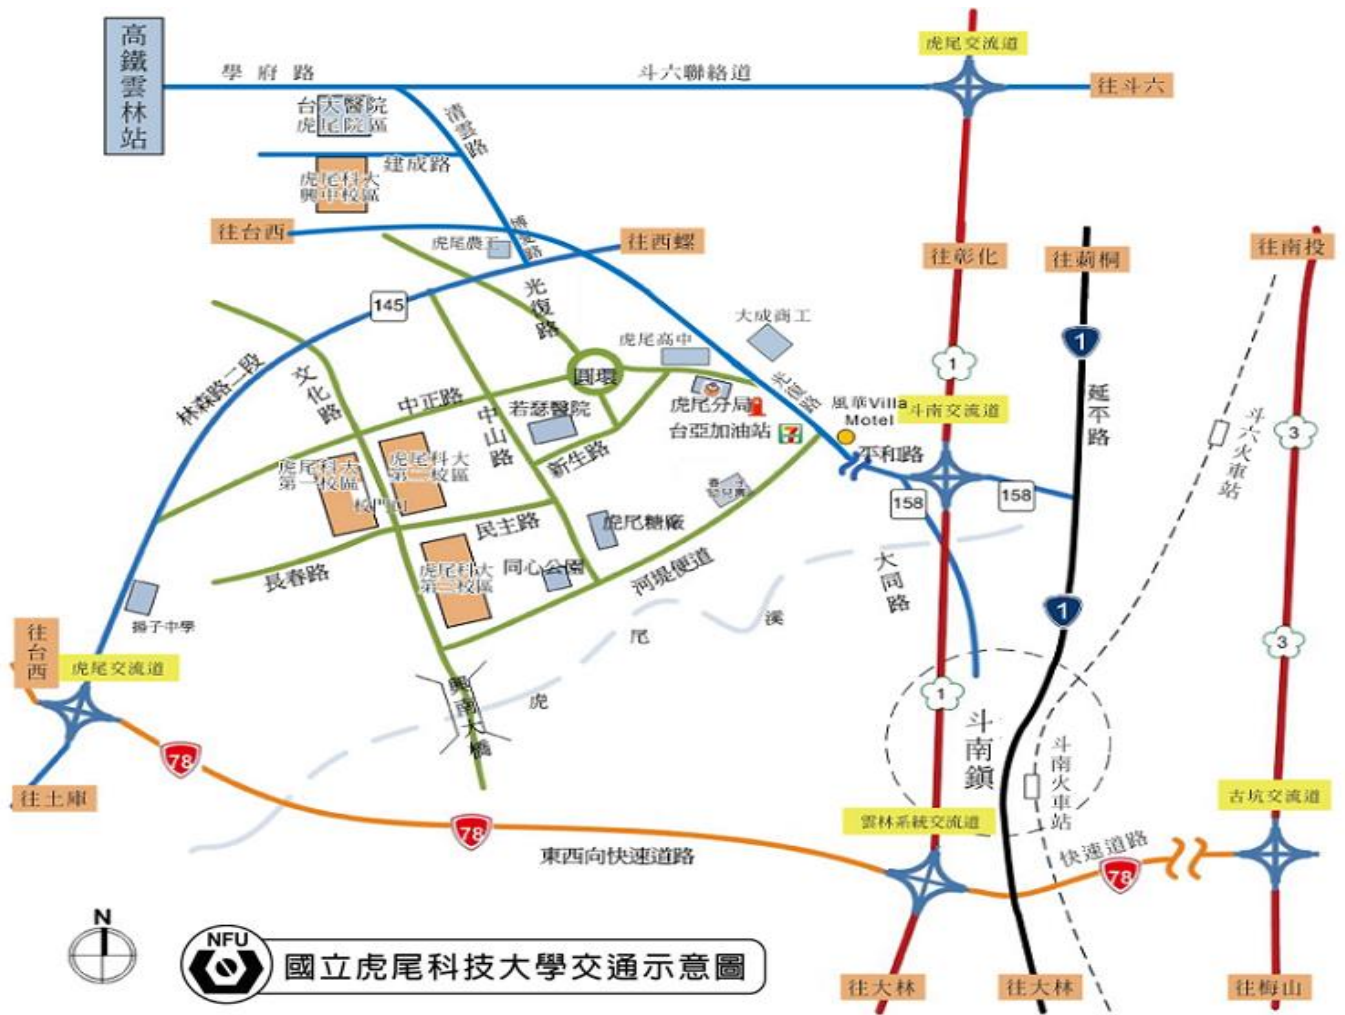 高鐵雲林站
學府路
斗六聯絡道
虎尾交流道
往斗六
台大醫院
虎尾院區
清雲路
建成路
虎尾科大
興中校區
往台西
虎尾農工
博愛路
往西螺
往彰化
往莿桐
往南投
145
光復路
大成商工
虎尾高中
1
1
林森路二段
文化路
中正路
中山路
圓環
若瑟醫院
虎尾分局
光復路
風華Villa
Motel
斗南交流道
延平路
斗六火車站
3
台亞加油站
7
平和路
新生路
虎尾科大
第一校區
虎尾科大
第二校區
校門口
158
158
民主路
虎尾糖廠
長春路
虎尾科大
第三校區
同心公園
河堤便道
大同路
1
揚子中學
往台西
虎尾交流道
虎
尾
溪
3
1
興南大橋
斗南鎮
斗南火車站
78
往土庫
78
東西向快速道路
雲林系統交流道
快速道路
78
古坑交流道
N
NFU
國立虎尾科技大學交通示意圖
往大林
往大林
往梅山